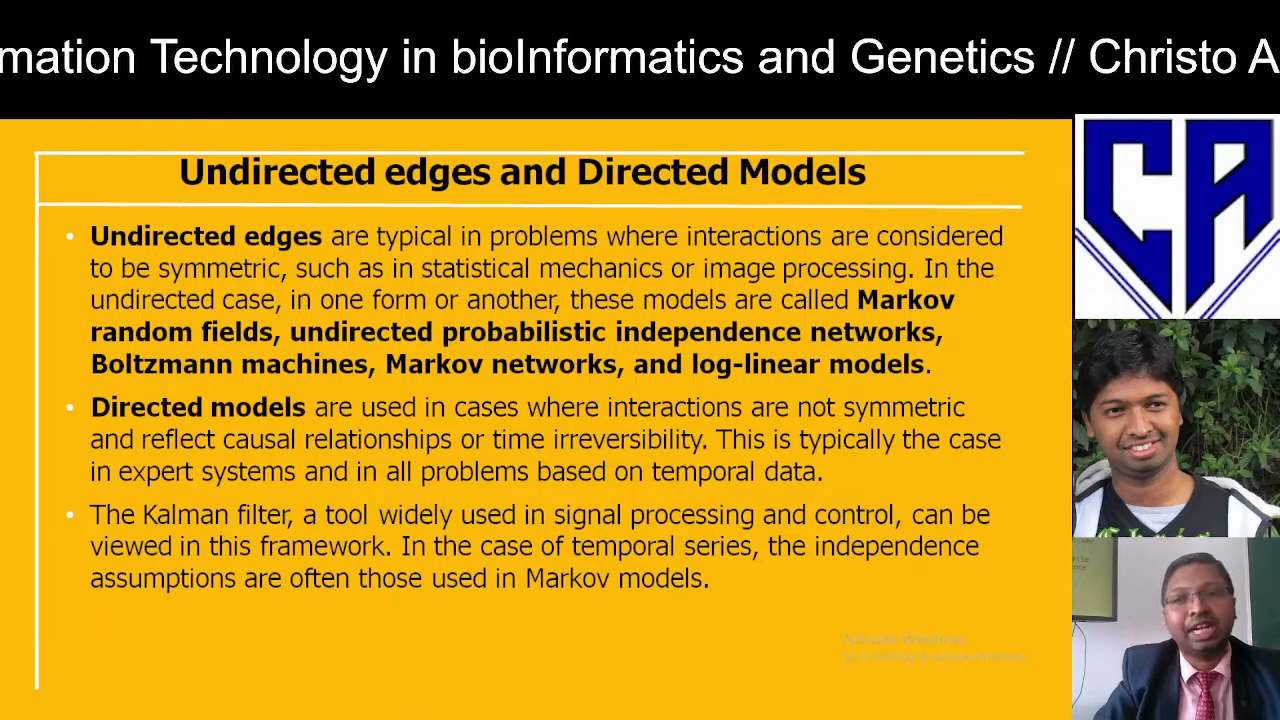 mation Technology in bioInformatics and Genetics // Christo A
Undirected edges and Directed Models
• Undirected edges are typical in problems where interactions are considered
to be symmetric, such as in statistical mechanics or image processing. In the
undirected case, in one form or another, these models are called Markov
random fields, undirected probabilistic independence networks,
Boltzmann machines, Markov networks, and log-linear models.
• Directed models are used in cases where interactions are not symmetric
and reflect causal relationships or time irreversibility. This is typically the case
in expert systems and in all problems based on temporal data.
• The Kalman filter, a tool widely used in signal processing and control, can be
viewed in this framework. In the case of temporal series, the independence
assumptions are often those used in Markov models.
Activate Windows
CA